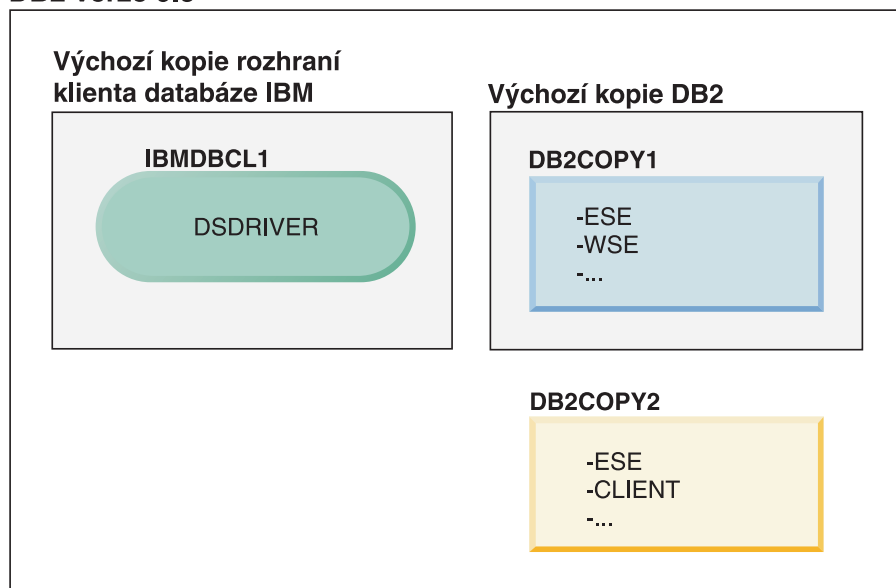 Výchozí kopie rozhraní
klienta databáze IBM
IBMDBCL1
DSDRIVER
Výchozí kopie DB2
DB2COPY1
-ESE
-WSE
-...
DB2COPY2
-ESE
-CLIENT
-...